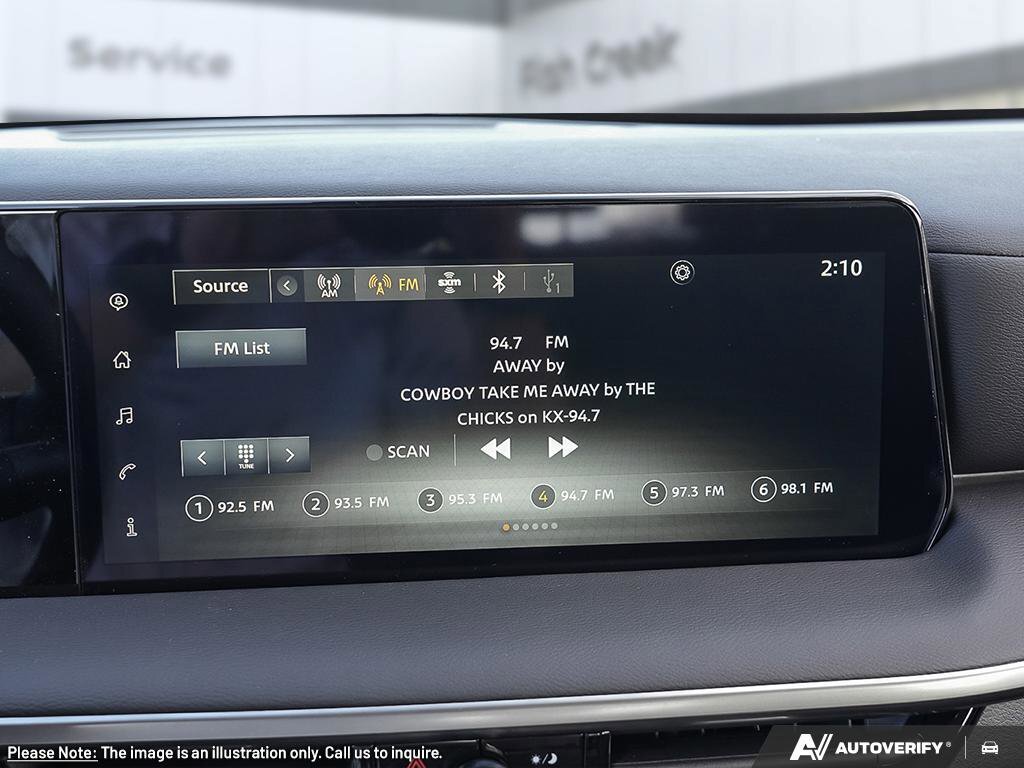 Service
Fish Creek
Source
AM
FM
sxm
1
2:10
FM List
94.7 FM
AWAY by
COWBOY TAKE ME AWAY by THE
CHICKS on KX-94.7
TUNE
SCAN
1 92.5 FM
2 93.5 FM
3 95.3 FM
4 94.7 FM
5 97.3 FM
6 98.1 FM
Please Note: The image is an illustration only. Call us to inquire.
AV AUTOVERIFY®